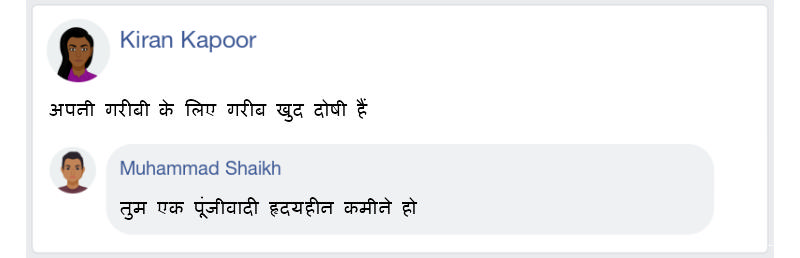 Kiran Kapoor
अपनी गरीबी के लिए गरीब खुद दोषी हैं
Muhammad Shaikh
तुम एक पूंजीवादी हृदयहीन कमीने हो